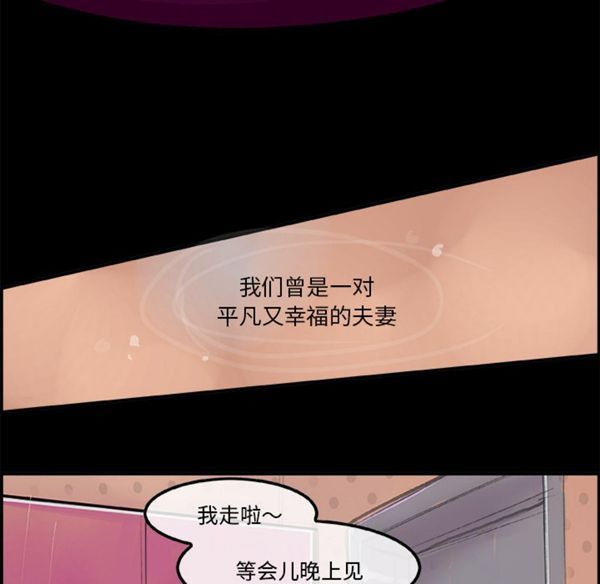 我们曾是一对
平凡又幸福的夫妻
我走啦～
等会儿晚上见